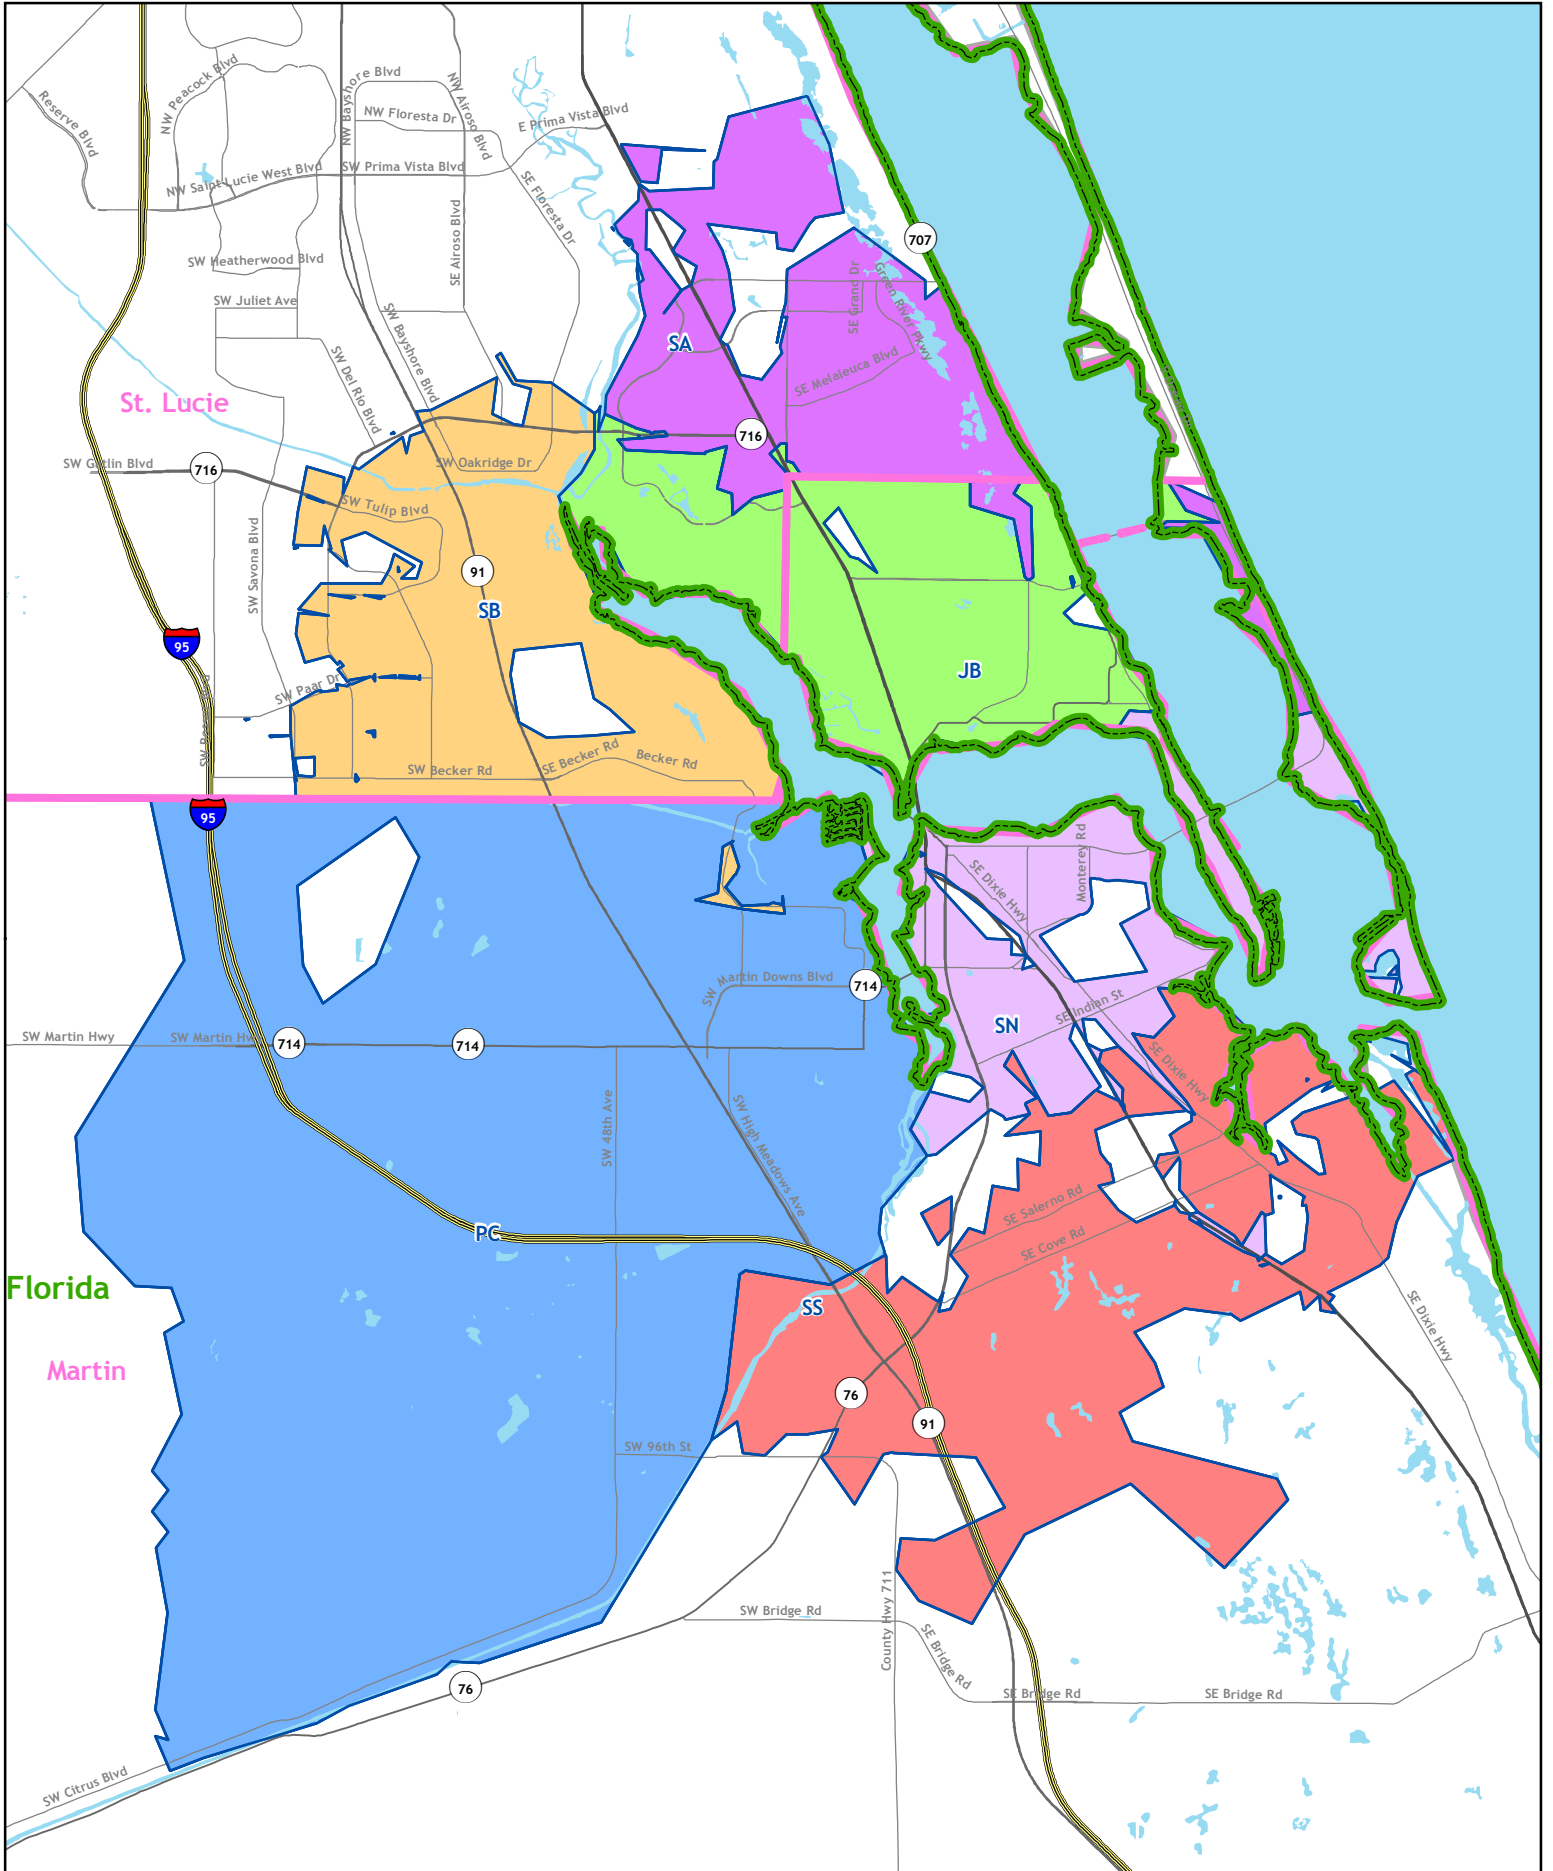 Reserve Blvd
NW Peacock Blvd
NW Bayshore Blvd
NW Airoso Blvd
NW Floresta Dr
E Prima Vista Blvd
SW Prima Vista Blvd
NW Saint Lucie West Blvd
SE Floresta Dr
SE Airoso Blvd
707
SW Heatherwood Blvd
SW Juliet Ave
SW Bayshore Blvd
SW Del Rio Blvd
SE Grand Dr
Green River Pkwy
SA
SE Melaleuca Blvd
St. Lucie
716
SW Gatlin Blvd
716
SW Oakridge Dr
SW Tulip Blvd
SW Savona Blvd
91
SB
95
JB
SW Paar Dr
SW Becker Rd
SE Becker Rd
Becker Rd
95
Monterey Rd
SE Dixie Hwy
SW Martin Downs Blvd
714
SE Indian St
SN
SW Martin Hwy
SW Martin Hwy
714
714
SE Dixie Hwy
SW 48th Ave
SW High Meadows Ave
SE Salerno Rd
SE Cove Rd
PC
Florida
SS
SE Dixie Hwy
Martin
76
91
SW 96th St
County Hwy 711
SW Bridge Rd
SE Bridge Rd
76
SE Bridge Rd
SE Bridge Rd
SW Citrus Blvd